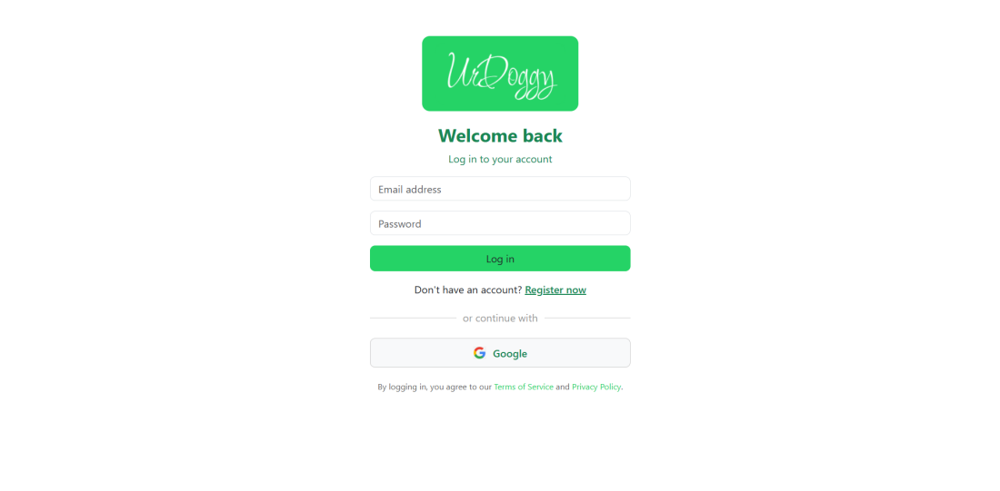 UrDoggy
Welcome back
Log in to your account
Email address
Password
Log in
Don't have an account? Register now
or continue with
Google
By logging in, you agree to our Terms of Service and Privacy Policy.